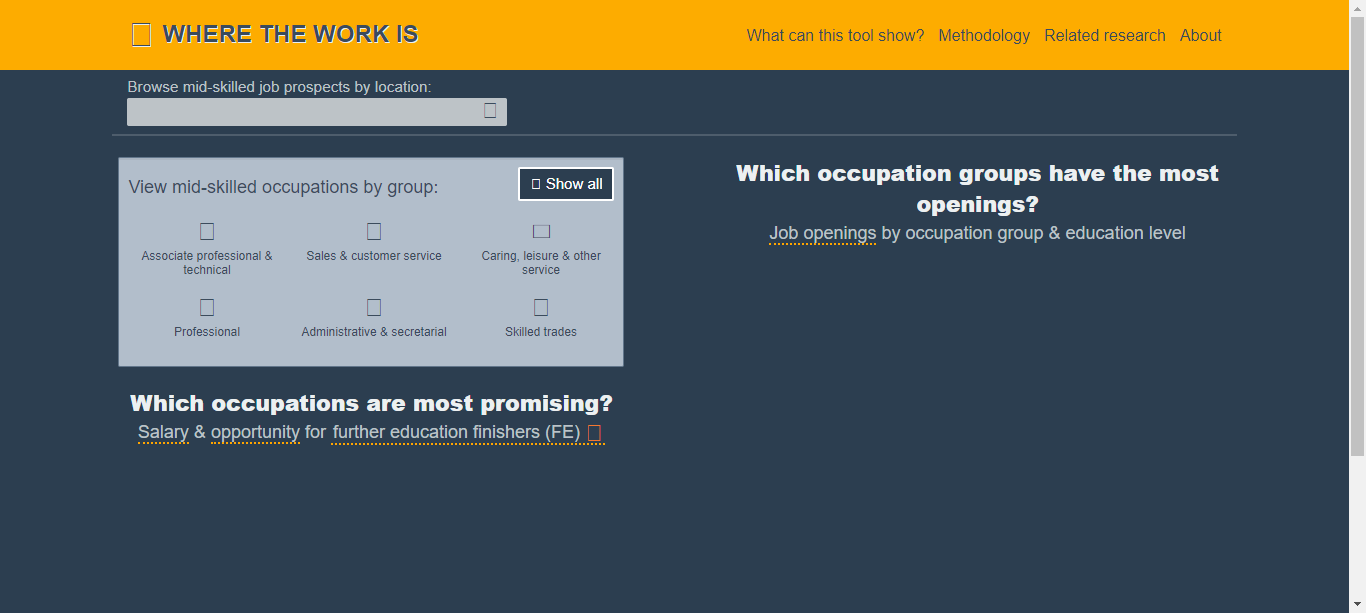 WHERE THE WORK IS
What can this tool show? Methodology Related research About
Browse mid-skilled job prospects by location:
View mid-skilled occupations by group:
Show all
Associate professional &
technical
Sales & customer service
Caring, leisure & other
service
Professional
Administrative & secretarial
Skilled trades
Which occupations are most promising?
Salary & opportunity for further education finishers (FE)
Which occupation groups have the most
openings?
Job openings by occupation group & education level